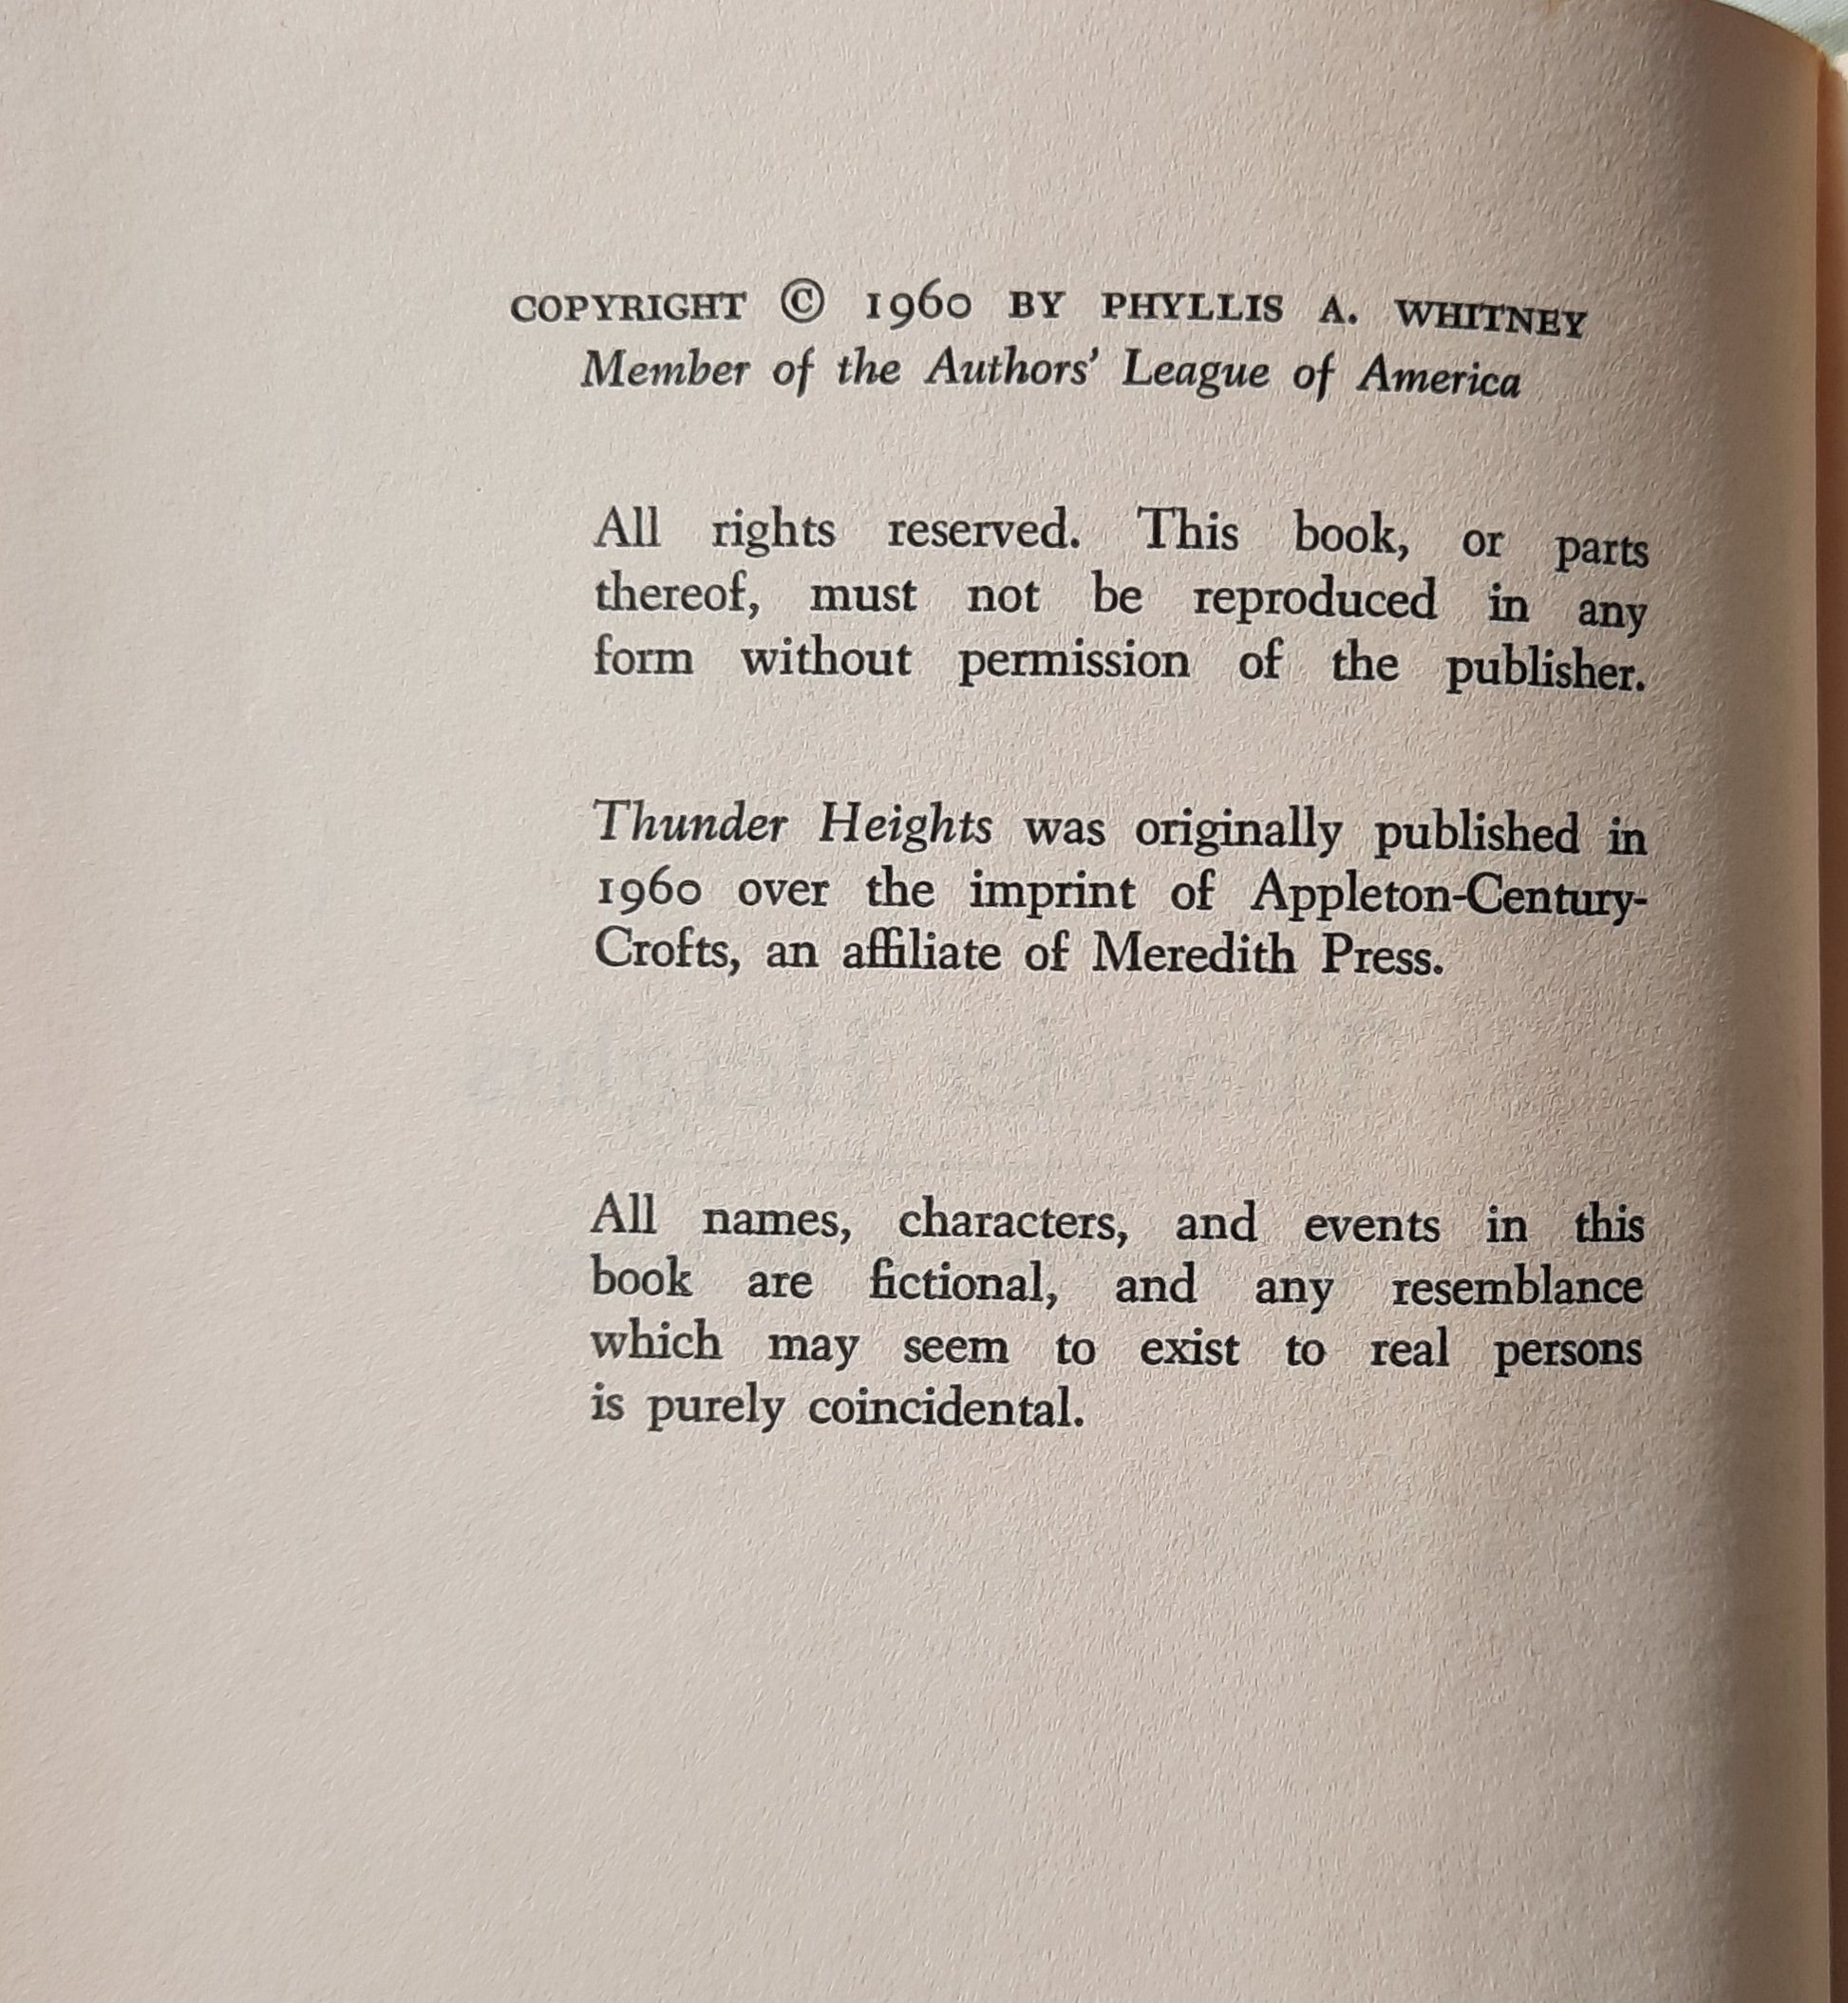 COPYRIGHT © 1960 BY PHYLLIS A. WHITNEY
Member of the Authors' League of America
All rights reserved. This book, or parts
thereof, must not be reproduced in any
form without permission of the publisher.
Thunder Heights was originally published in
1960 over the imprint of Appleton-Century-
Crofts, an affiliate of Meredith Press.
All names, characters, and events in this
book are fictional, and any resemblance
which may seem to exist to real persons
is purely coincidental.